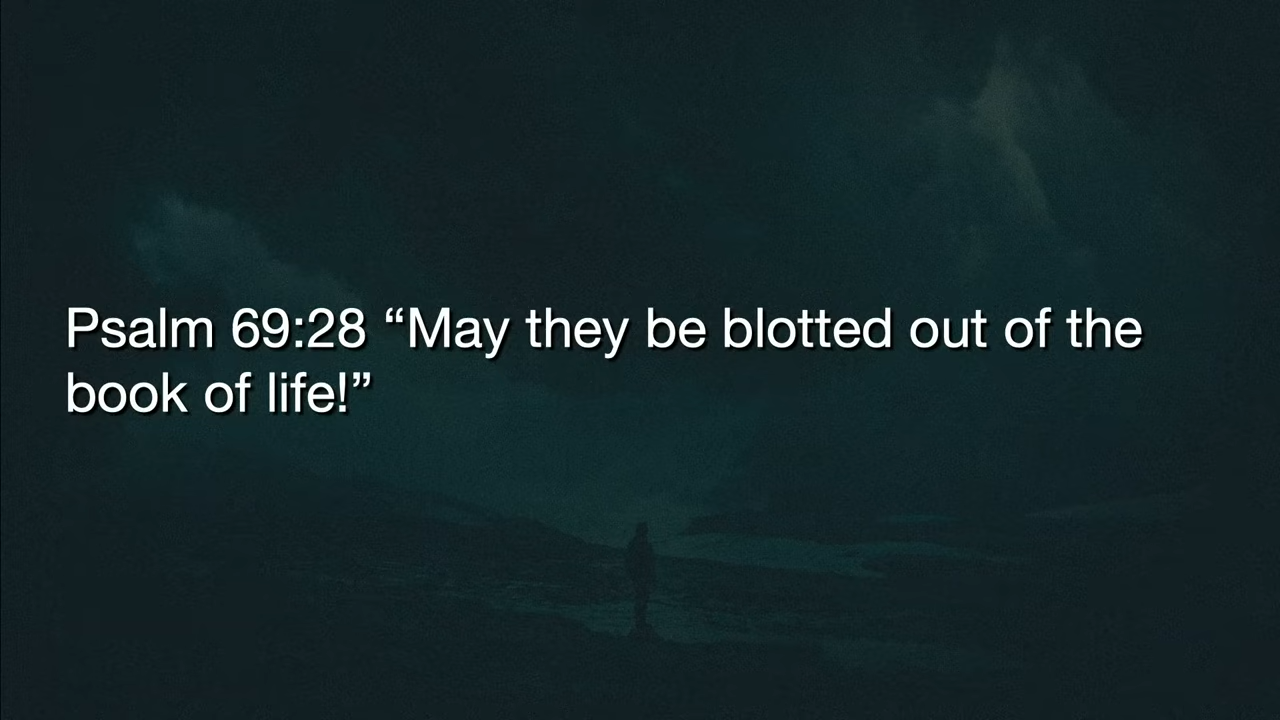 Psalm 69:28 “May they be blotted out of the
book of life!”